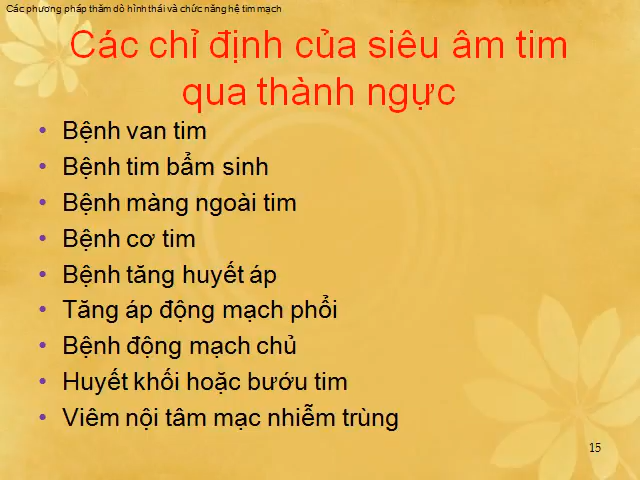 Các phương pháp thăm dò hình thái và chức năng hệ tim mạch
Các chỉ định của siêu âm tim
qua thành ngực
• Bệnh van tim
• Bệnh tim bẩm sinh
• Bệnh màng ngoài tim
• Bệnh cơ tim
• Bệnh tăng huyết áp
• Tăng áp động mạch phổi
• Bệnh động mạch chủ
• Huyết khối hoặc bướu tim
• Viêm nội tâm mạc nhiễm trùng
15